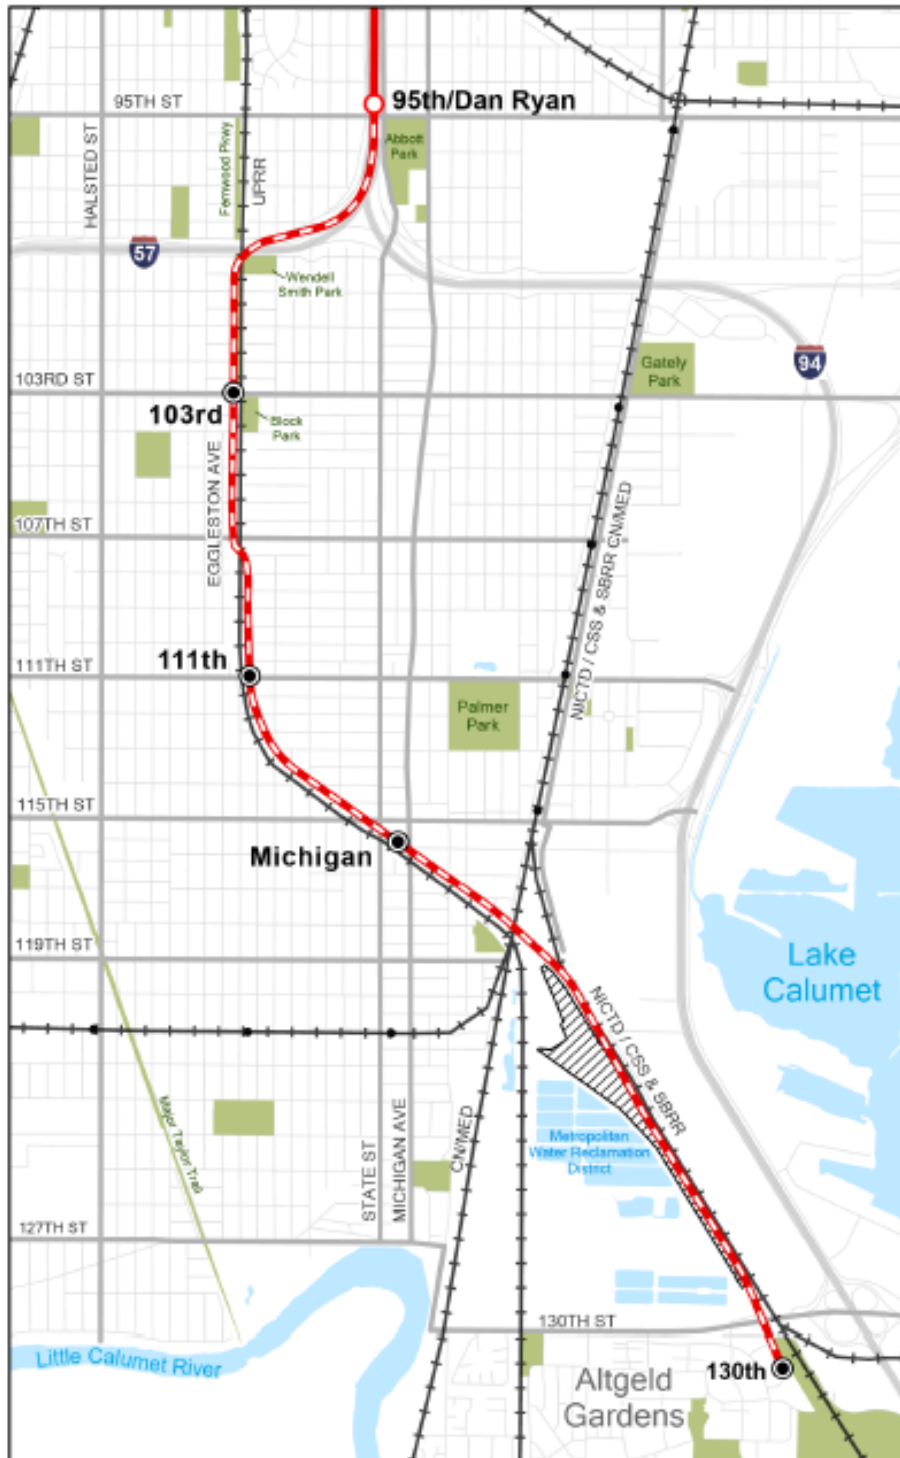 95th/Dan Ryan
95TH ST
HALSTED ST
Fernwood Pkwy
UPRR
Abbott
Park
57
Wendell
Smith Park
94
Gately
Park
103RD ST
103rd
Block
Park
EGGLESTON AVE
107TH ST
NICTD / CSS & SBRR CN/MED
111th
111TH ST
Palmer
Park
115TH ST
Michigan
119TH ST
Lake
Calumet
NICTD / CSS & SBRR
Major Taylor Trail
STATE ST
MICHIGAN AVE
CN/MED
Metropolitan
Water Reclamation
District
127TH ST
130TH ST
Little Calumet River
130th
Altgeld
Gardens